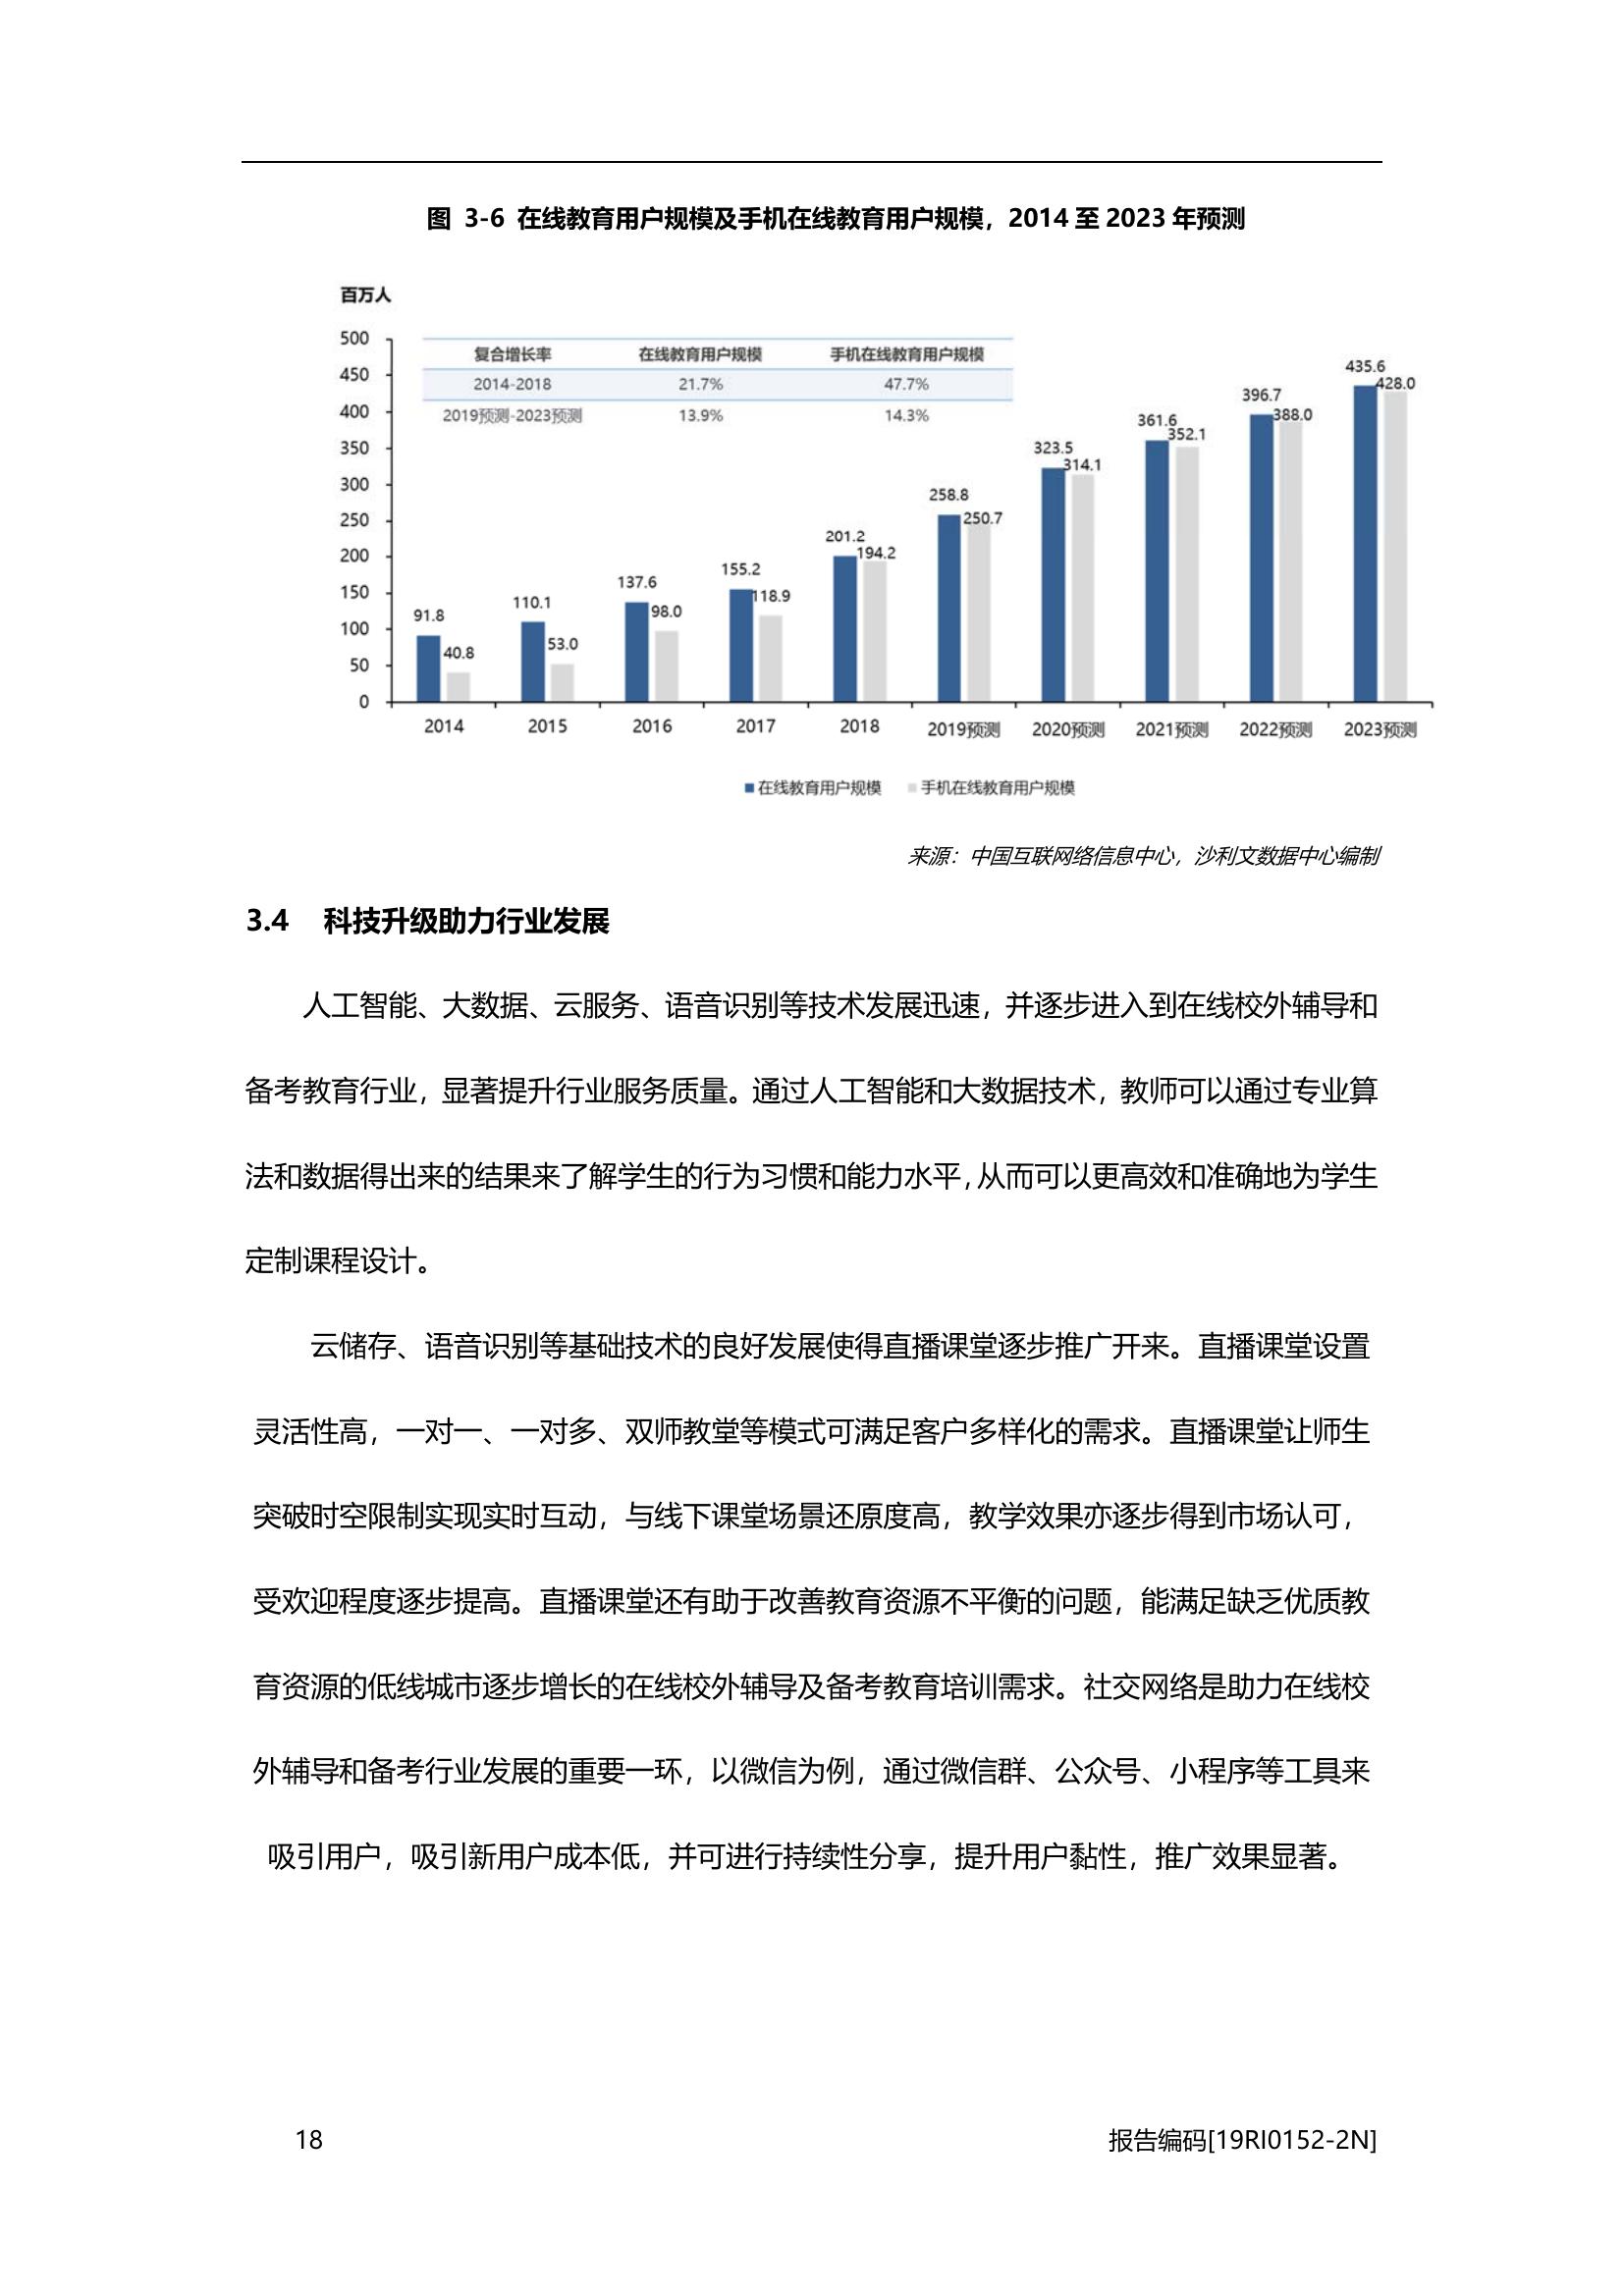 图 3-6 在线教育用户规模及手机在线教育用户规模，2014 至 2023 年预测
百万人
500
450
400
350
300
250
200
150
100
50
0
复合增长率 在线教育用户规模 手机在线教育用户规模
2014-2018 21.7% 47.7%
2019预测-2023预测 13.9% 14.3%
91.8 40.8
110.1 53.0
137.6 98.0
155.2 118.9
201.2 194.2
258.8 250.7
323.5 314.1
361.6 352.1
396.7 388.0
435.6 428.0
2014 2015 2016 2017 2018 2019预测 2020预测 2021预测 2022预测 2023预测
在线教育用户规模 手机在线教育用户规模
来源：中国互联网络信息中心，沙利文数据中心编制
3.4 科技升级助力行业发展
人工智能、大数据、云服务、语音识别等技术发展迅速，并逐步进入到在线校外辅导和
备考教育行业，显著提升行业服务质量。通过人工智能和大数据技术，教师可以通过专业算
法和数据得出来的结果来了解学生的行为习惯和能力水平，从而可以更高效和准确地为学生
定制课程设计。
云储存、语音识别等基础技术的良好发展使得直播课堂逐步推广开来。直播课堂设置
灵活性高，一对一、一对多、双师教堂等模式可满足客户多样化的需求。直播课堂让师生
突破时空限制实现实时互动，与线下课堂场景还原度高，教学效果亦逐步得到市场认可，
受欢迎程度逐步提高。直播课堂还有助于改善教育资源不平衡的问题，能满足缺乏优质教
育资源的低线城市逐步增长的在线校外辅导及备考教育培训需求。社交网络是助力在线校
外辅导和备考行业发展的重要一环，以微信为例，通过微信群、公众号、小程序等工具来
吸引用户，吸引新用户成本低，并可进行持续性分享，提升用户黏性，推广效果显著。
18 报告编码[19RI0152-2N]